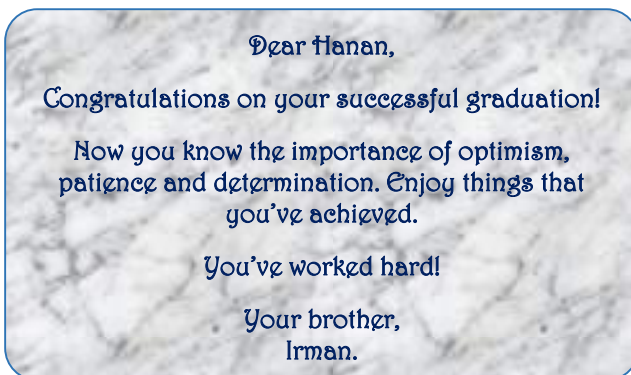 Dear Hanan,
Congratulations on your successful graduation!
Now you know the importance of optimism,
patience and determination. Enjoy things that
you've achieved.
You've worked hard!
Your brother,
Irman.